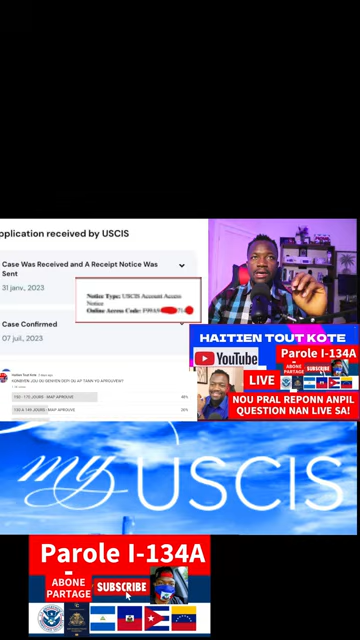 pplication received by USCIS
Case Was Received and A Receipt Notice Was
Sent
31 janv., 2023
Notice Type: USCIS Account Access
Notice
Online Access Code:
Case Confirmed
07 juil., 2023
HAITIEN TOUT KOTE
YouTube
Parole I-134A
ABONE
PARTAGE
SUBSCRIBE
LIVE
NOU PRAL REPONN ANPIL
QUESTION NAN LIVE SA!
my USCIS
Parole I-134A
ABONE
PARTAGE
SUBSCRIBE